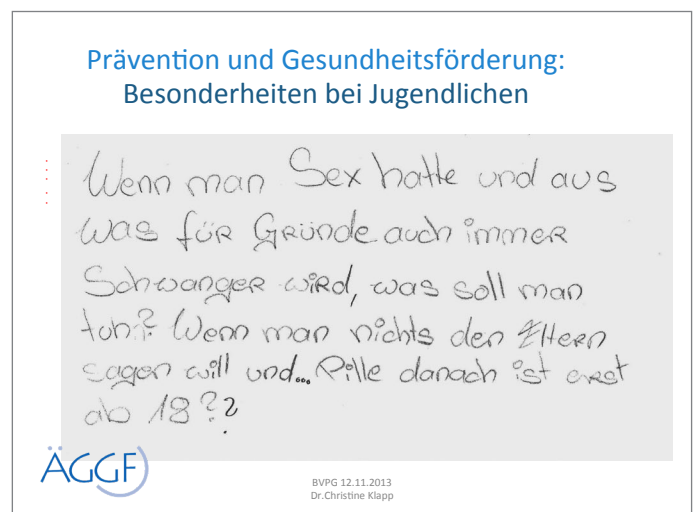 Prävention und Gesundheitsförderung:
Besonderheiten bei Jugendlichen
Wenn man Sex hatte und aus
was für Gründe auch immer
Schwanger wird, was soll man
tun? Wenn man nichts den Eltern
sagen will und... Pille danach ist erst
ab 18??
ÄGGF
BVPG 12.11.2013
Dr.Christine Klapp